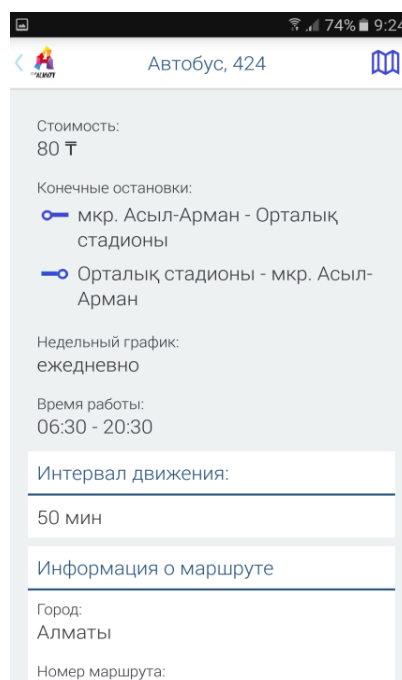 74% 9:24
АЛМАТЫ
Автобус, 424
Стоимость:
80 ₸
Конечные остановки:
мкр. Асыл-Арман - Орталық
стадионы
Орталық стадионы - мкр. Асыл-
Арман
Недельный график:
ежедневно
Время работы:
06:30 - 20:30
Интервал движения:
50 мин
Информация о маршруте
Город:
Алматы
Номер маршрута: